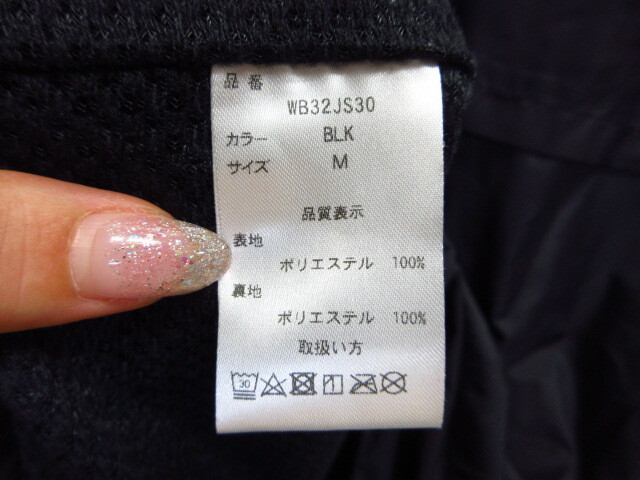 品番
WB32JS30
カラー BLK
サイズ M
品質表示
表地
ポリエステル 100%
裏地
ポリエステル 100%
取扱い方
30